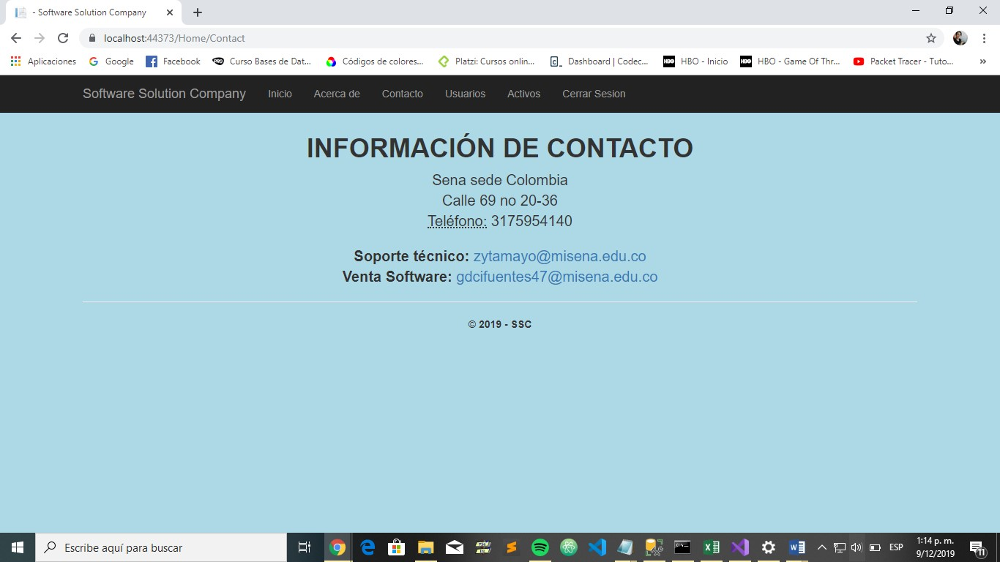 - Software Solution Company
localhost:44373/Home/Contact
Aplicaciones Google Facebook Curso Bases de Dat... Códigos de colores... Platzi: Cursos onlin... Dashboard | Codec... HBO - Inicio HBO - Game Of Thr... Packet Tracer - Tuto... »
Software Solution Company Inicio Acerca de Contacto Usuarios Activos Cerrar Sesion
INFORMACIÓN DE CONTACTO
Sena sede Colombia
Calle 69 no 20-36
Teléfono: 3175954140
Soporte técnico: zytamayo@misena.edu.co
Venta Software: gdcifuentes47@misena.edu.co
© 2019 - SSC
Escribe aquí para buscar
ESP
1:14 p. m.
9/12/2019
11